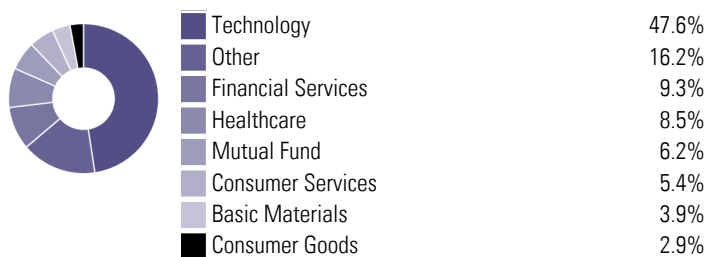 Technology 47.6%
Other 16.2%
Financial Services 9.3%
Healthcare 8.5%
Mutual Fund 6.2%
Consumer Services 5.4%
Basic Materials 3.9%
Consumer Goods 2.9%